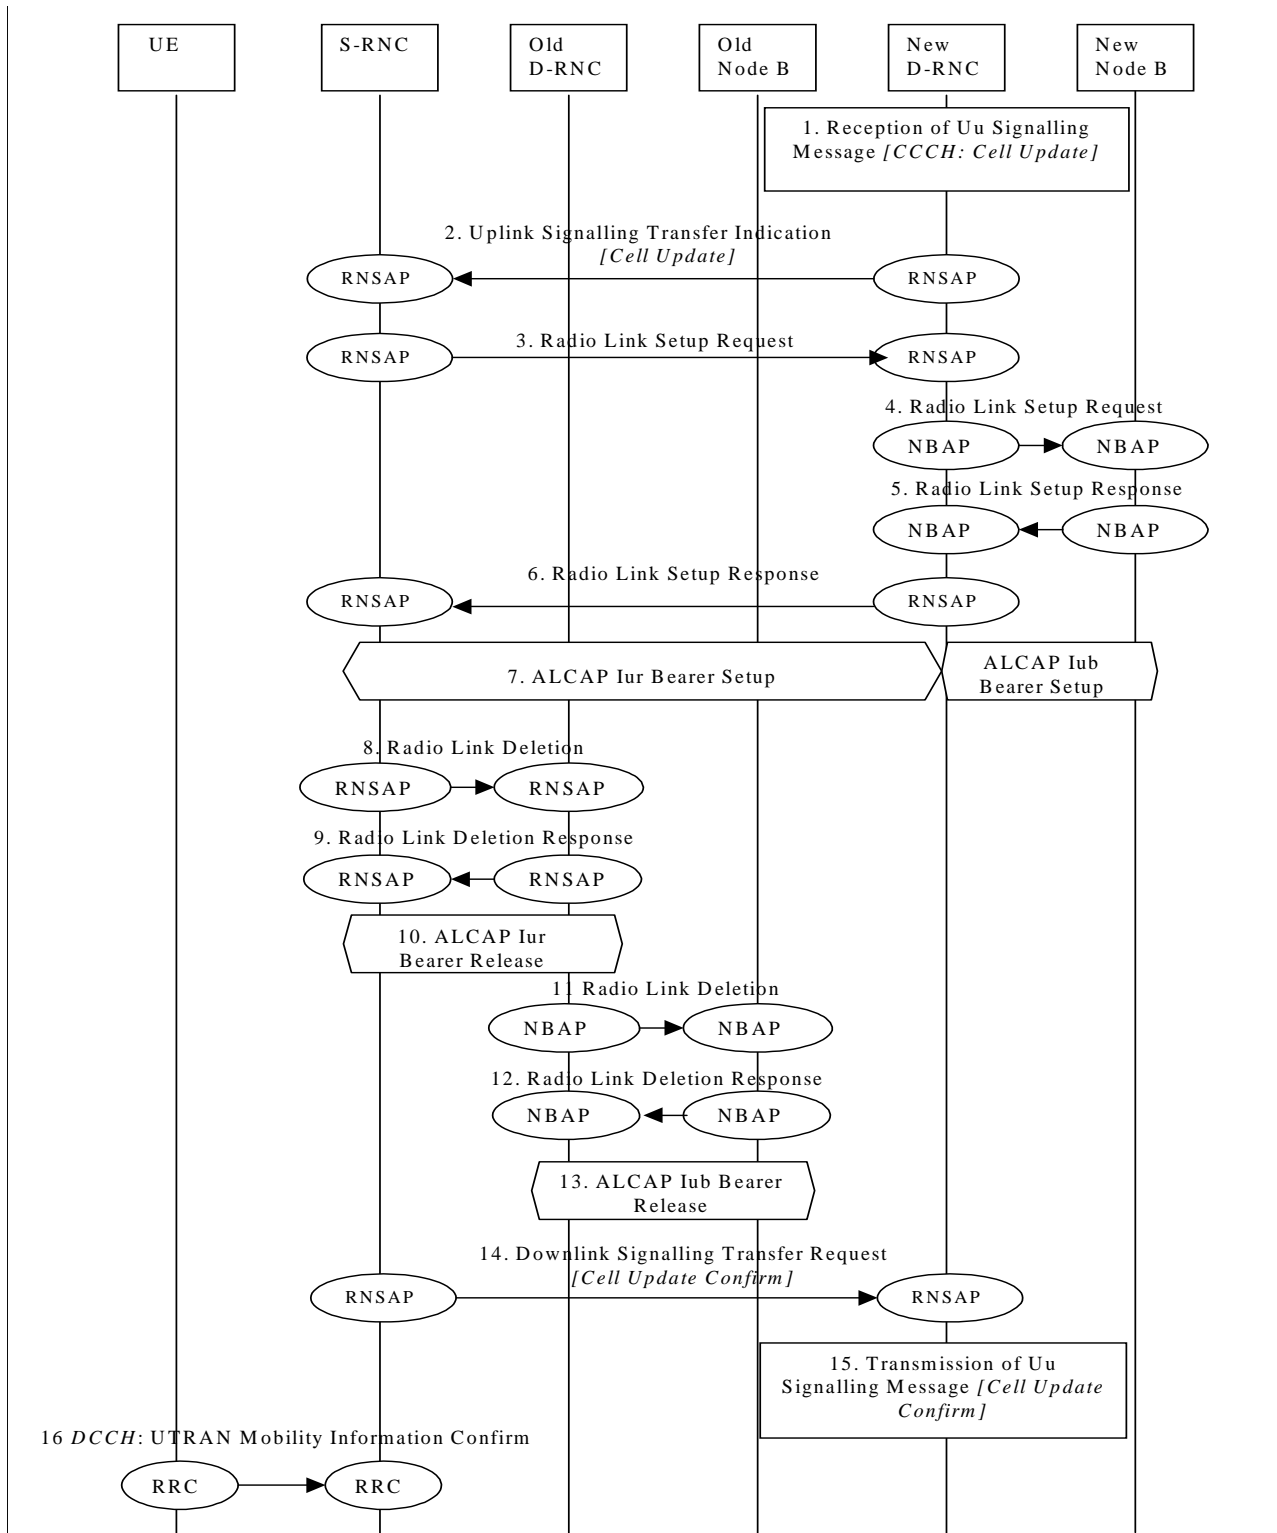 UE
S-RNC
Old
D-RNC
Old
Node B
New
D-RNC
New
Node B
1. Reception of Uu Signalling
Message [CCCH: Cell Update]
2. Uplink Signalling Transfer Indication
[Cell Update]
RNSAP
RNSAP
3. Radio Link Setup Request
RNSAP
RNSAP
4. Radio Link Setup Request
NBAP
NBAP
5. Radio Link Setup Response
NBAP
NBAP
6. Radio Link Setup Response
RNSAP
RNSAP
7. ALCAP Iur Bearer Setup
ALCAP Iub
Bearer Setup
8. Radio Link Deletion
RNSAP
RNSAP
9. Radio Link Deletion Response
RNSAP
RNSAP
10. ALCAP Iur
Bearer Release
11 Radio Link Deletion
NBAP
NBAP
12. Radio Link Deletion Response
NBAP
NBAP
13. ALCAP Iub Bearer
Release
14. Downlink Signalling Transfer Request
[Cell Update Confirm]
RNSAP
RNSAP
15. Transmission of Uu
Signalling Message [Cell Update
Confirm]
16 DCCH: UTRAN Mobility Information Confirm
RRC
RRC